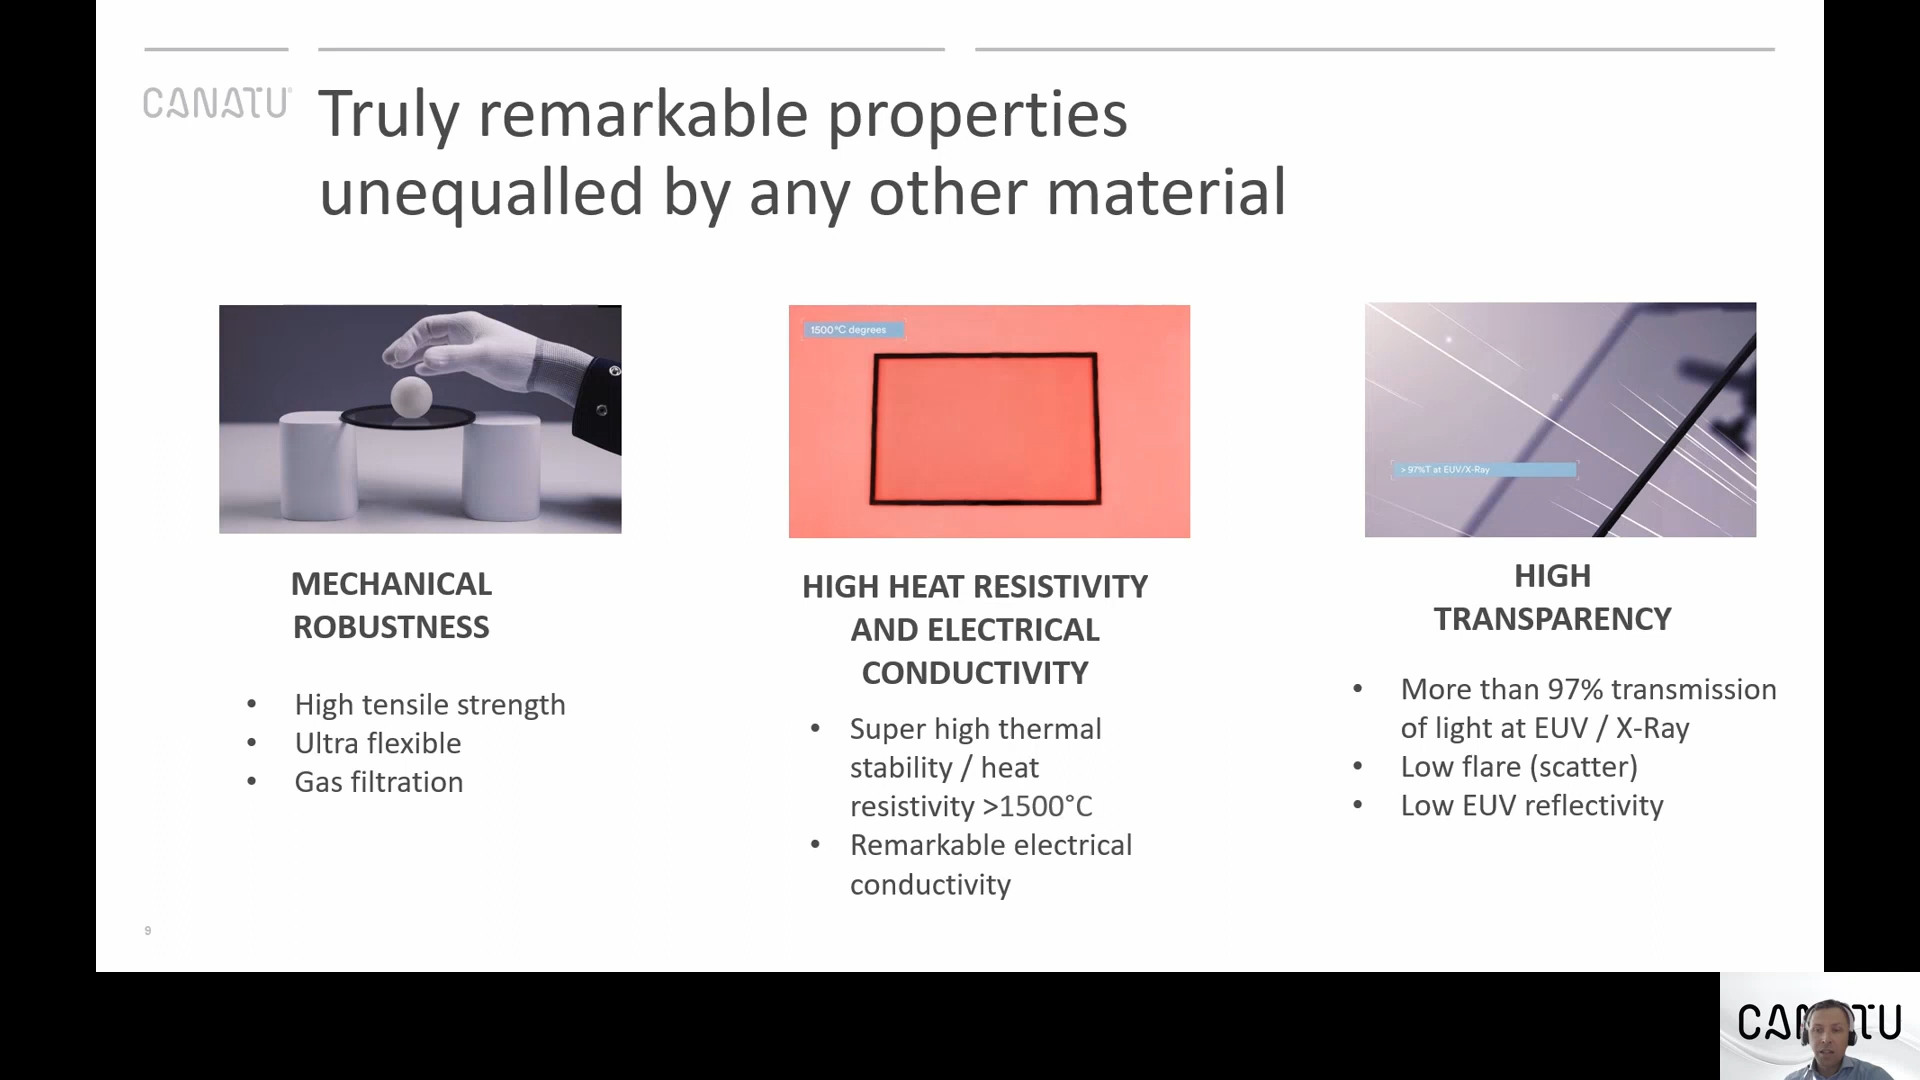 CANATU
Truly remarkable properties
unequalled by any other material
1500°C degrees
> 97%T at EUV/X-Ray
MECHANICAL
ROBUSTNESS
• High tensile strength
• Ultra flexible
• Gas filtration
HIGH HEAT RESISTIVITY
AND ELECTRICAL
CONDUCTIVITY
• Super high thermal
stability / heat
resistivity >1500°C
• Remarkable electrical
conductivity
HIGH
TRANSPARENCY
• More than 97% transmission
of light at EUV / X-Ray
• Low flare (scatter)
• Low EUV reflectivity
9
CANATU